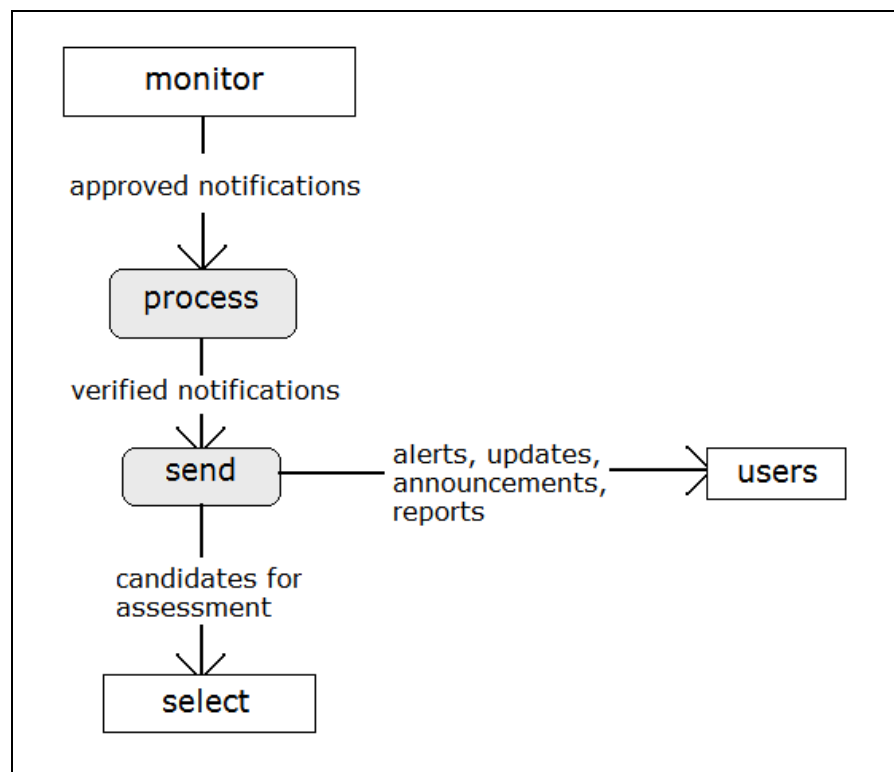 monitor
approved notifications
process
verified notifications
send
alerts, updates,
announcements,
reports
users
candidates for
assessment
select